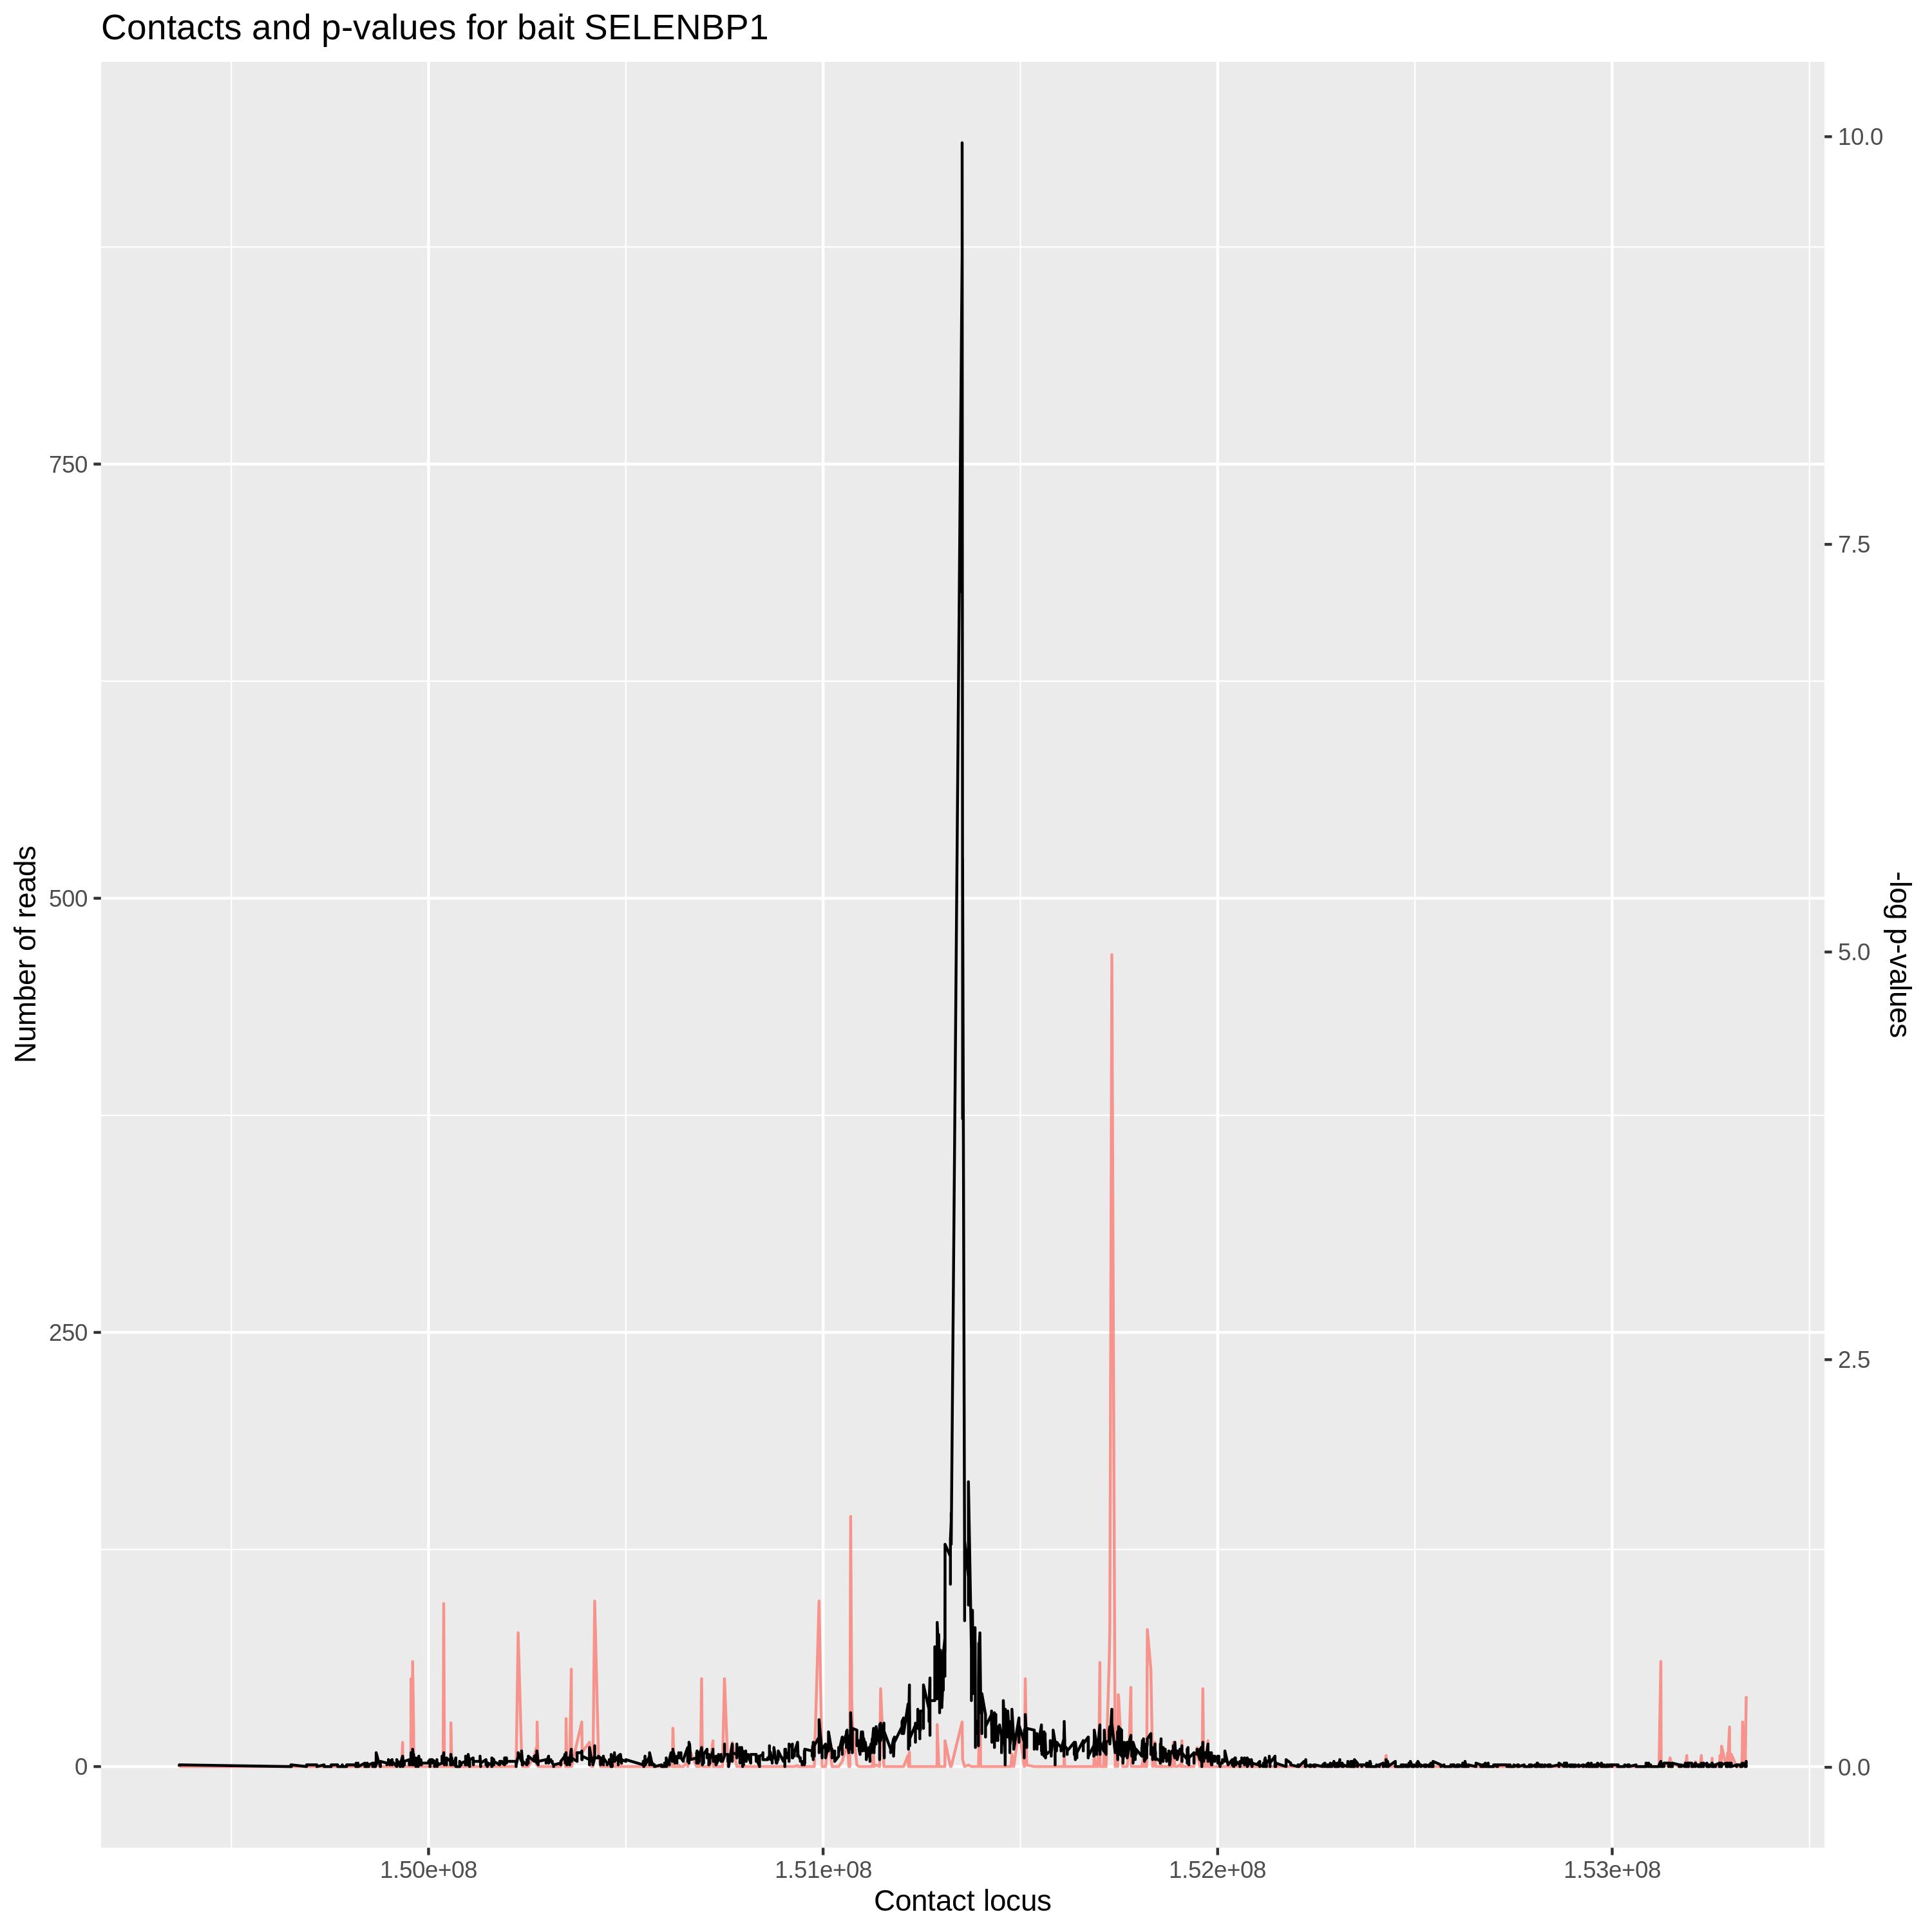 Contacts and p-values for bait SELENBP1
Number of reads
750
500
250
0
10.0
7.5
5.0
2.5
0.0
-log p-values
1.50e+08
1.51e+08
1.52e+08
1.53e+08
Contact locus